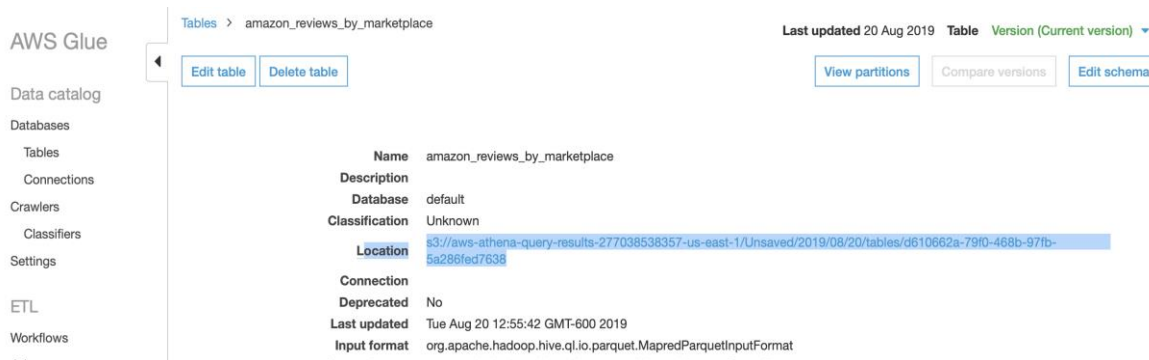 AWS Glue
Data catalog
Databases
Tables
Connections
Crawlers
Classifiers
Settings
ETL
Workflows
Tables > amazon_reviews_by_marketplace
Last updated 20 Aug 2019 Table Version (Current version)
Edit table Delete table
View partitions Compare versions Edit schema
Name amazon_reviews_by_marketplace
Description
Database default
Classification Unknown
Location s3://aws-athena-query-results-277038538357-us-east-1/Unsaved/2019/08/20/tables/d610662a-79f0-468b-97fb-
5a286fed7638
Connection
Deprecated No
Last updated Tue Aug 20 12:55:42 GMT-600 2019
Input format org.apache.hadoop.hive.ql.io.parquet.MapredParquetInputFormat